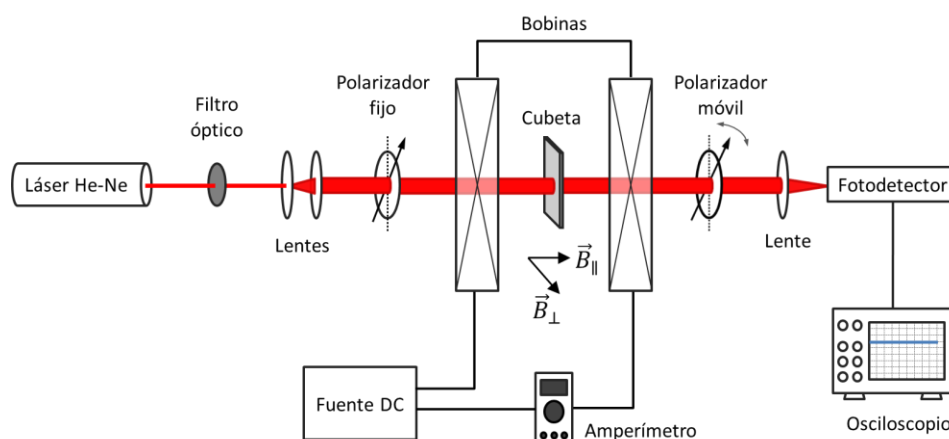 Bobinas
Polarizador
fijo
Polarizador
móvil
Filtro
óptico
Cubeta
Láser He-Ne
Fotodetector
Lentes
Lente
B⃗∥
B⃗⊥
Fuente DC
Amperímetro
Osciloscopio